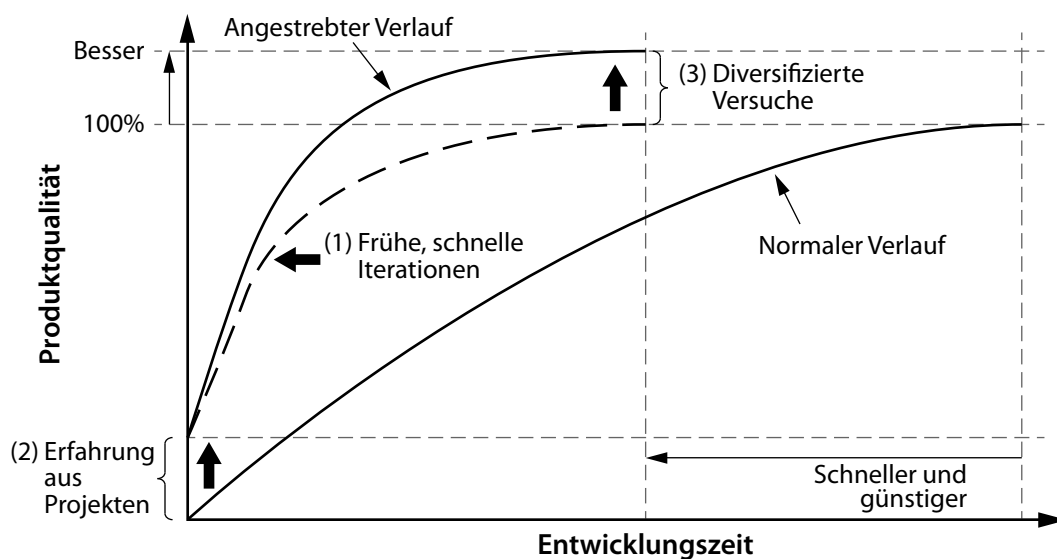 Angestrebter Verlauf
Besser
(3) Diversifizierte
Versuche
100%
Produktqualität
(1) Frühe, schnelle
Iterationen
Normaler Verlauf
(2) Erfahrung
aus
Projekten
Schneller und
günstiger
Entwicklungszeit